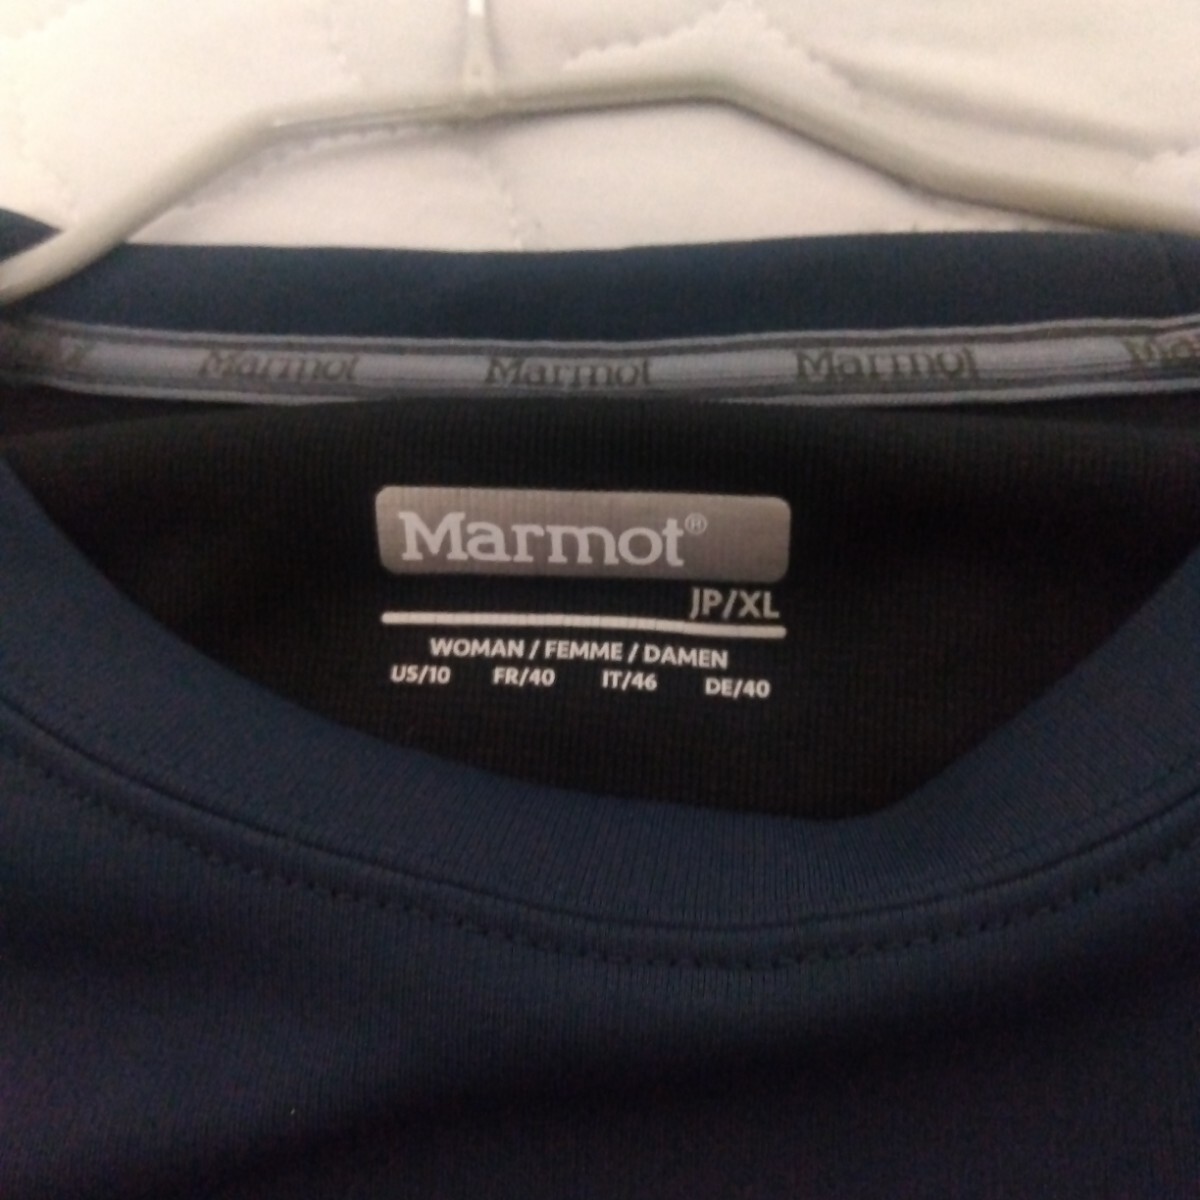 Marmot Marmot Marmot
Marmot®
JP/XL
WOMAN / FEMME / DAMEN
US/10 FR/40 IT/46 DE/40